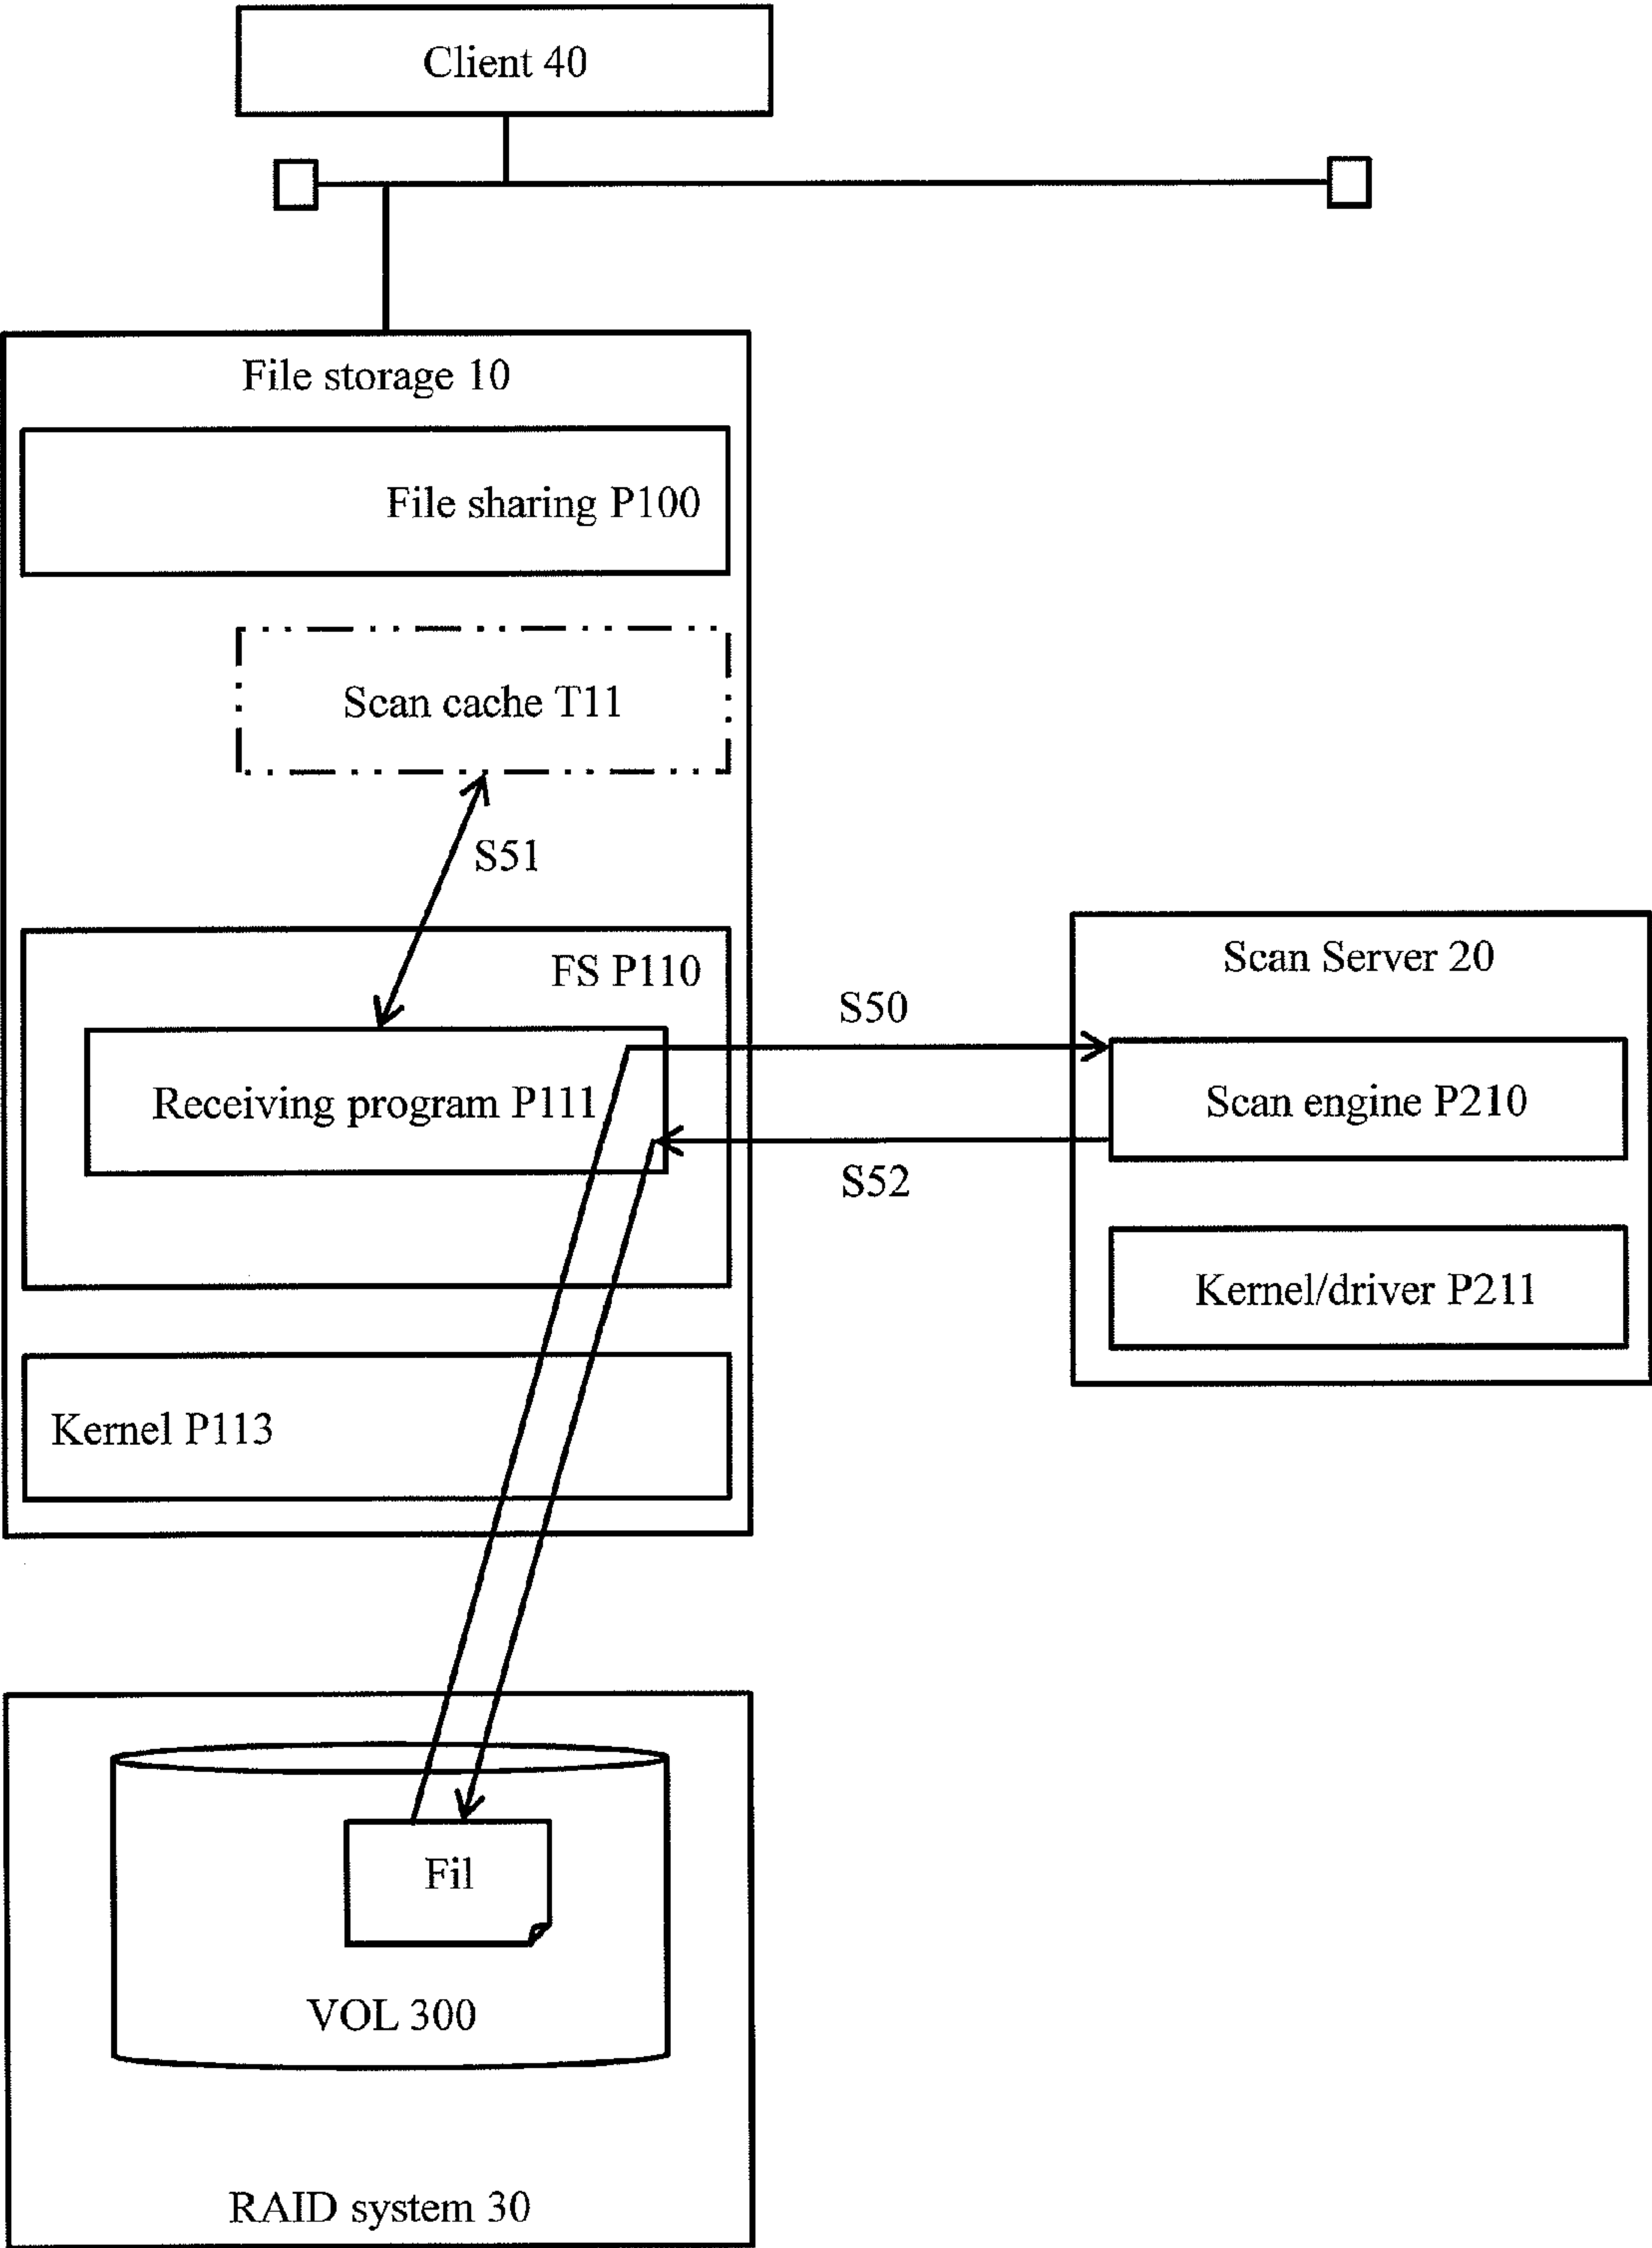 Client 40
File storage 10
File sharing P100
Scan cache T11
S51
FS P110
Receiving program P111
S50
S52
Scan Server 20
Scan engine P210
Kernel/driver P211
Kernel P113
Fil
VOL 300
RAID system 30